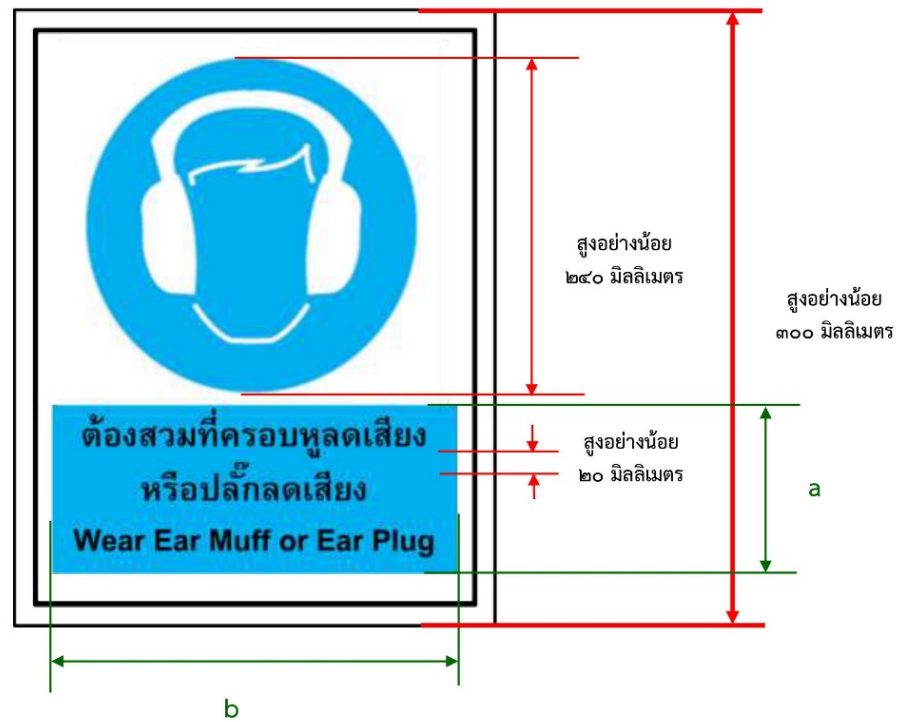 สูงอย่างน้อย
๒๔๐ มิลลิเมตร
สูงอย่างน้อย
๓๐๐ มิลลิเมตร
ต้องสวมที่ครอบหูลดเสียง
หรือปลั๊กลดเสียง
Wear Ear Muff or Ear Plug
สูงอย่างน้อย
๒๐ มิลลิเมตร
a
b